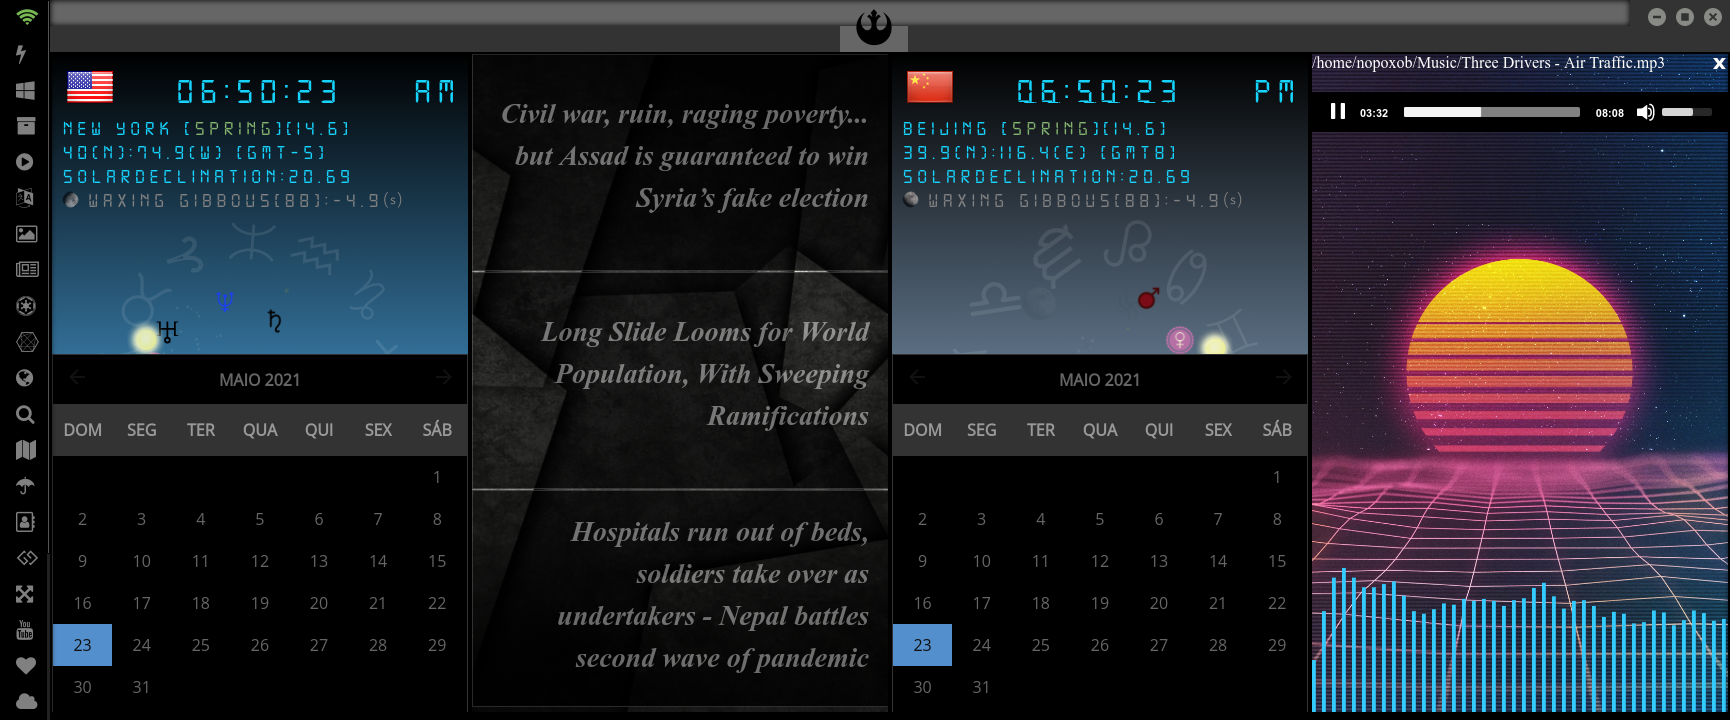 06:50:23 AM
NEW YORK [SPRING][14.6]
40(N):74.9(W) [GMT-5]
SOLARDECLINATION:20.69
WAXING GIBBOUS[88]:-4.9(s)
MAIO 2021
DOM SEG TER QUA QUI SEX SÁB
1
2 3 4 5 6 7 8
9 10 11 12 13 14 15
16 17 18 19 20 21 22
23 24 25 26 27 28 29
30 31
Civil war, ruin, raging poverty...
but Assad is guaranteed to win
Syria’s fake election
Long Slide Looms for World
Population, With Sweeping
Ramifications
Hospitals run out of beds,
soldiers take over as
undertakers - Nepal battles
second wave of pandemic
06:50:23 PM
BEIJING [SPRING][14.6]
39.9(N):116.4(E) [GMT8]
SOLARDECLINATION:20.69
WAXING GIBBOUS[88]:-4.9(s)
MAIO 2021
DOM SEG TER QUA QUI SEX SÁB
1
2 3 4 5 6 7 8
9 10 11 12 13 14 15
16 17 18 19 20 21 22
23 24 25 26 27 28 29
30 31
/home/nopoxob/Music/Three Drivers - Air Traffic.mp3 x
03:32 08:08
You
Tube